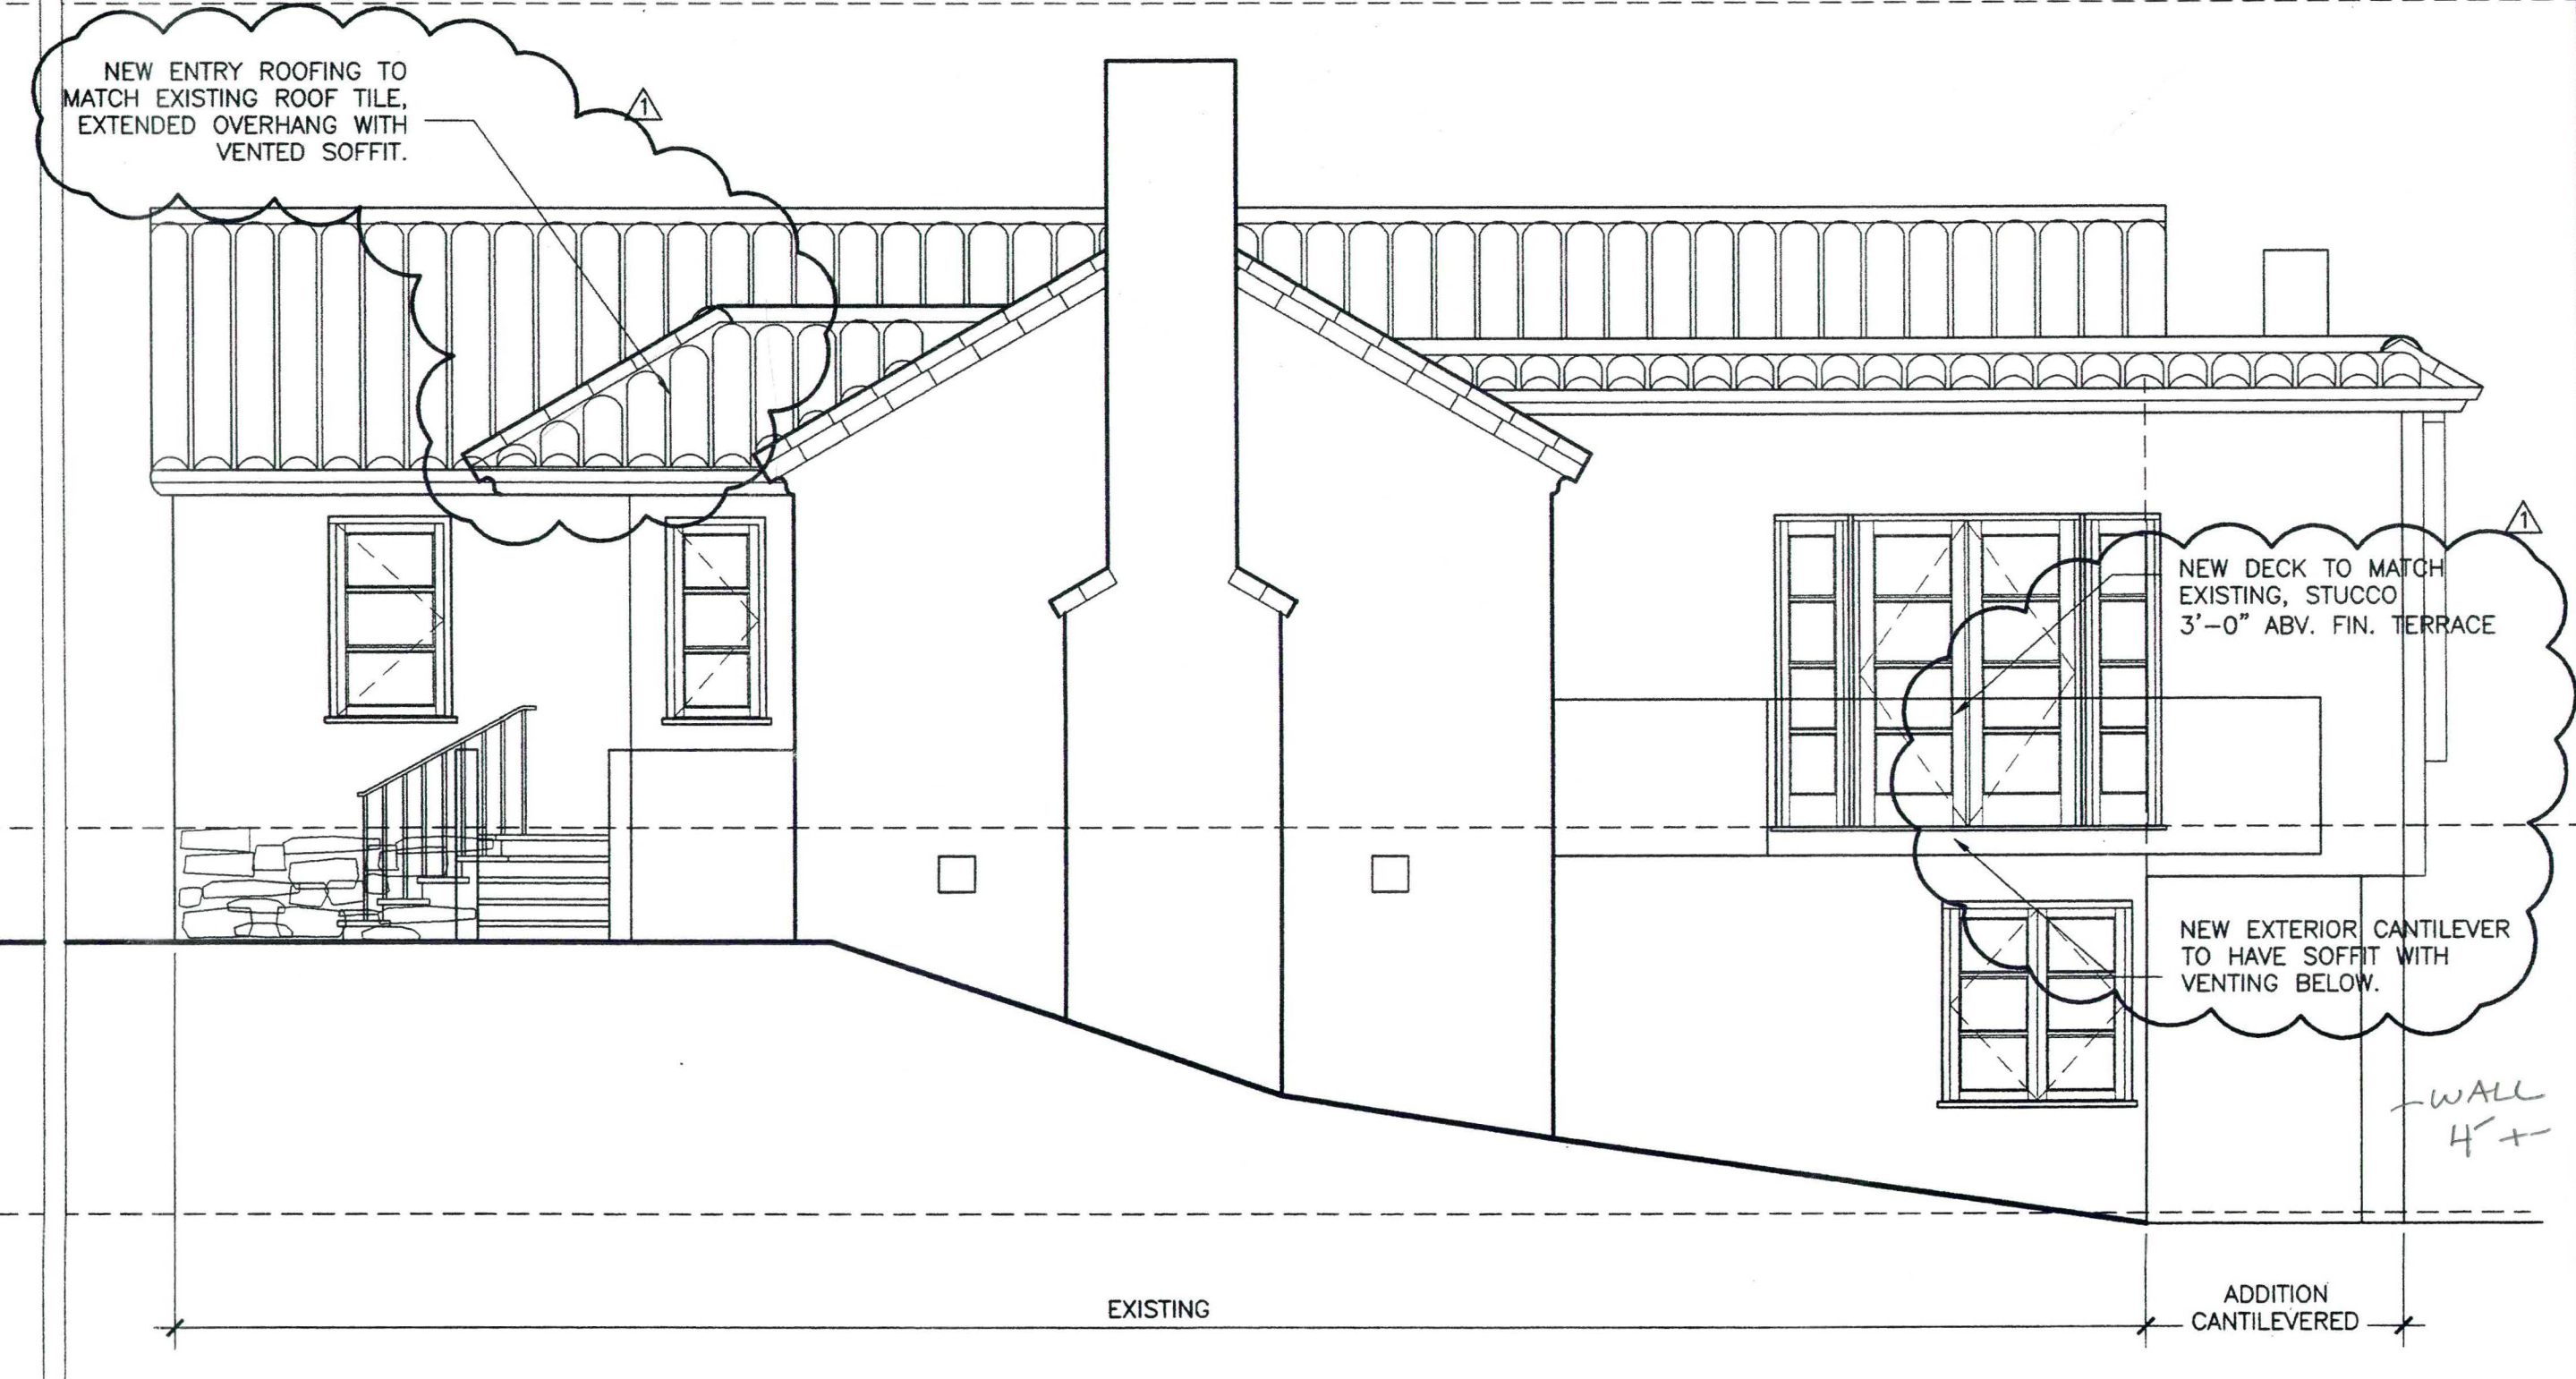 NEW ENTRY ROOFING TO
MATCH EXISTING ROOF TILE,
EXTENDED OVERHANG WITH
VENTED SOFFIT.
1
1
NEW DECK TO MATCH
EXISTING, STUCCO
3'-0" ABV. FIN. TERRACE
NEW EXTERIOR CANTILEVER
TO HAVE SOFFIT WITH
VENTING BELOW.
WALL
4' +-
EXISTING
ADDITION
CANTILEVERED